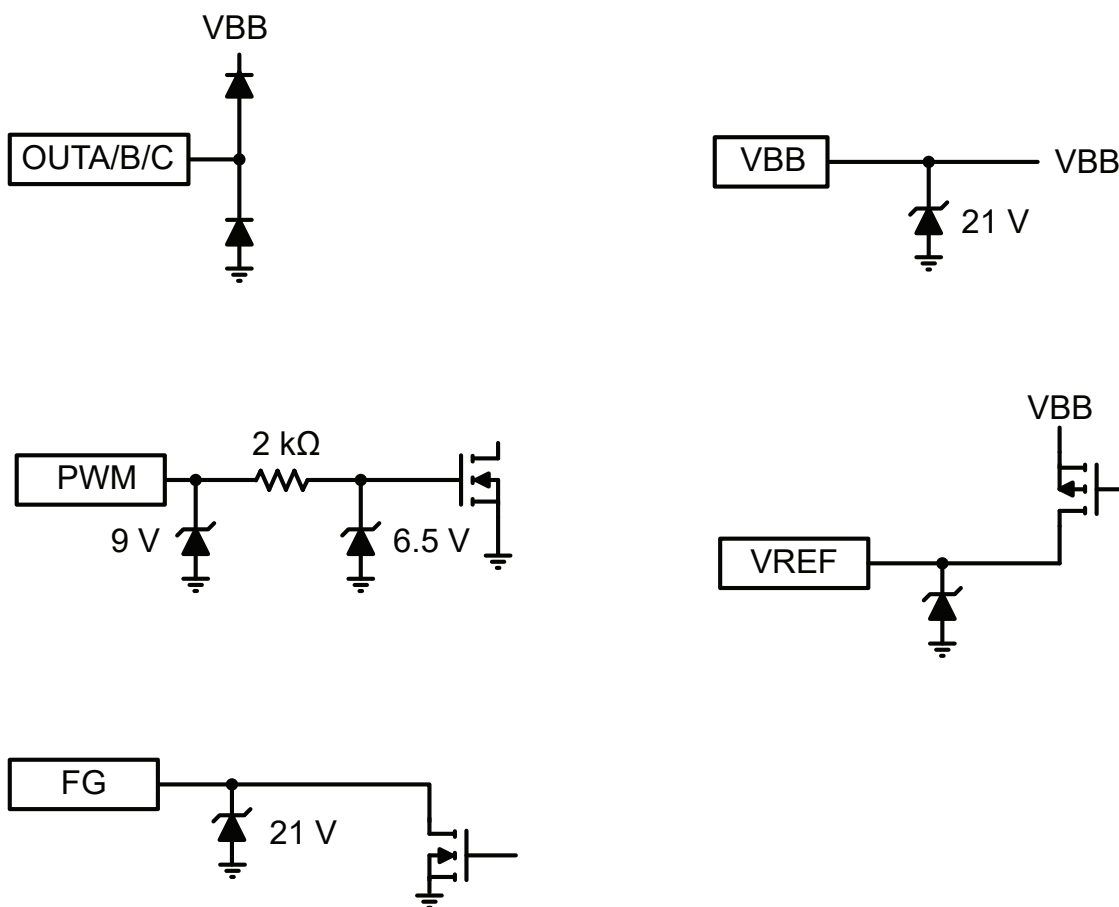 VBB
OUTA/B/C
VBB
VBB
21 V
2 kΩ
PWM
9 V
6.5 V
VBB
VREF
FG
21 V